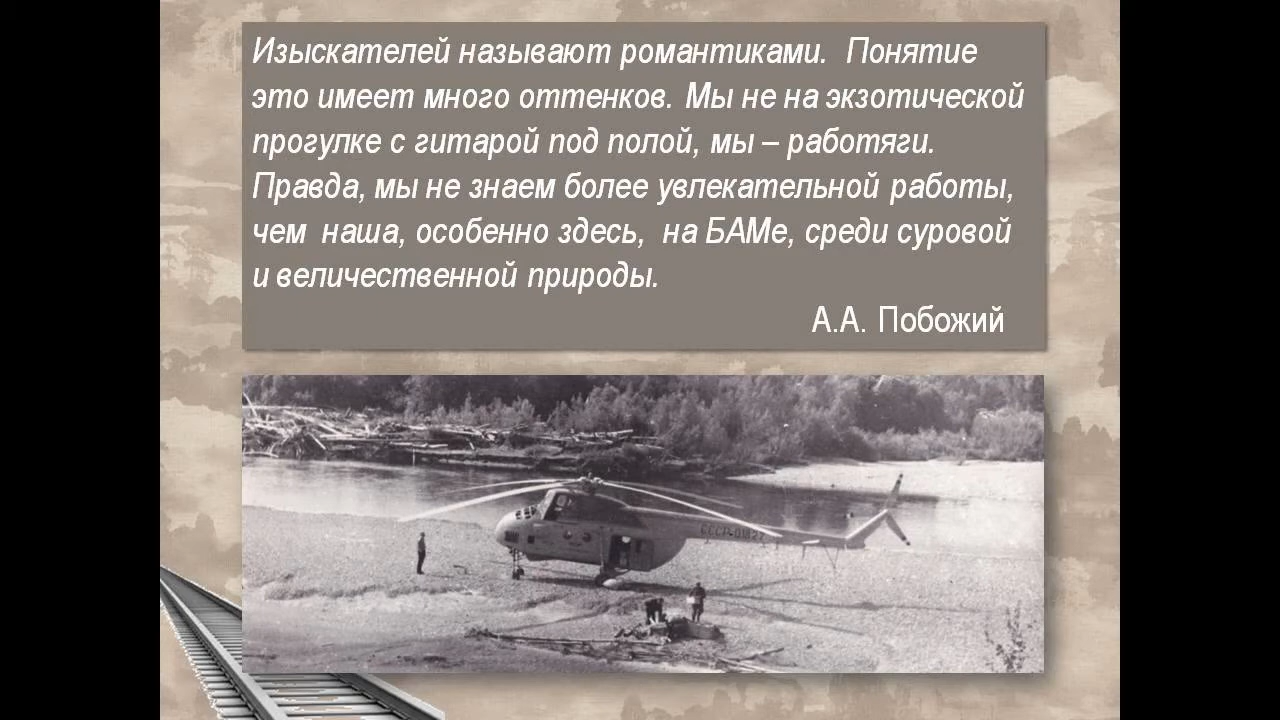 Изыскателей называют романтиками. Понятие
это имеет много оттенков. Мы не на экзотической
прогулке с гитарой под полой, мы – работяги.
Правда, мы не знаем более увлекательной работы,
чем наша, особенно здесь, на БАМе, среди суровой
и величественной природы.
А.А. Побожий